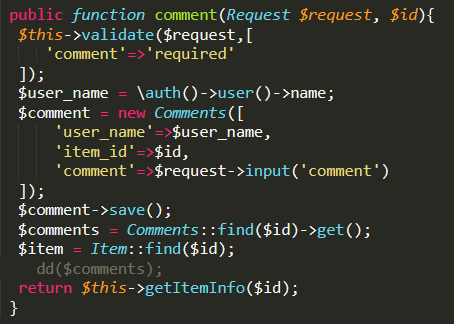 public function comment(Request $request, $id){
$this->validate($request,[
'comment'=>'required'
]);
$user_name = \auth()->user()->name;
$comment = new Comments([
'user_name'=>$user_name,
'item_id'=>$id,
'comment'=>$request->input('comment')
]);
$comment->save();
$comments = Comments::find($id)->get();
$item = Item::find($id);
dd($comments);
return $this->getItemInfo($id);
}